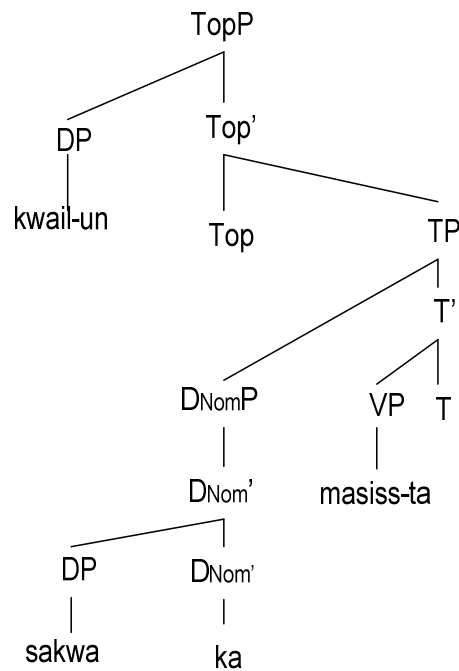 TopP
DP Top’
kwail-un Top TP
T’
DNomP VP T
DNom’ masiss-ta
DP DNom’
sakwa ka